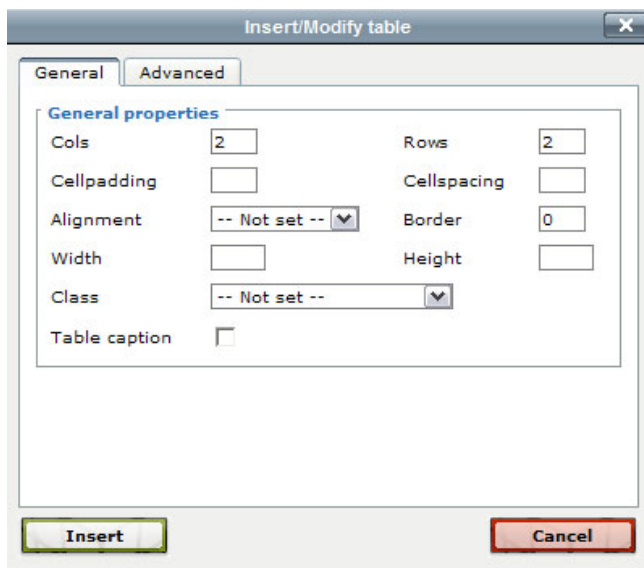 Insert/Modify table
General Advanced
General properties
Cols 2 Rows 2
Cellpadding Cellspacing
Alignment -- Not set -- Border 0
Width Height
Class -- Not set --
Table caption
Insert Cancel